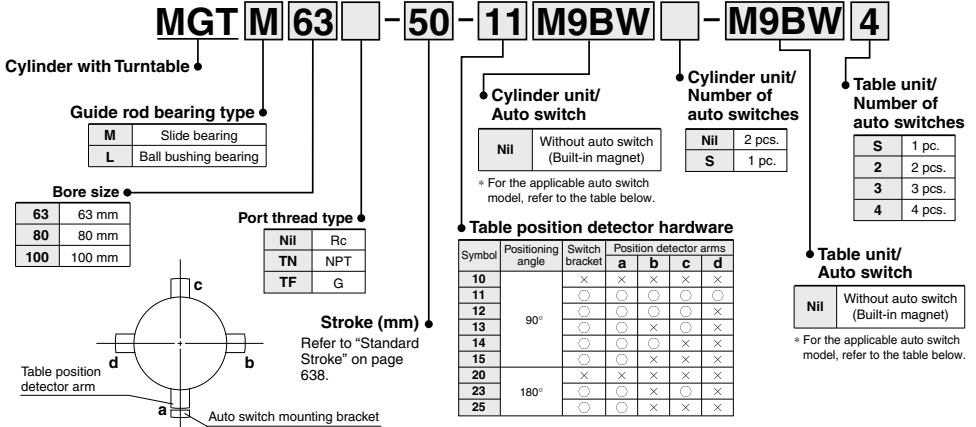 MGT M 63 - 50 - 11 M9BW - M9BW 4
Cylinder with Turntable
Guide rod bearing type
M Slide bearing
L Ball bushing bearing
Bore size
63 63 mm
80 80 mm
100 100 mm
Port thread type
Nil Rc
TN NPT
TF G
Stroke (mm)
Refer to “Standard
Stroke” on page
638.
Cylinder unit/
Auto switch
Nil Without auto switch
(Built-in magnet)
* For the applicable auto switch
model, refer to the table below.
Cylinder unit/
Number of
auto switches
Nil 2 pcs.
S 1 pc.
Table unit/
Number of
auto switches
S 1 pc.
2 2 pcs.
3 3 pcs.
4 4 pcs.
Table position detector hardware
Symbol Positioning angle Switch bracket Position detector arms
a b c d
10 × × × × ×
11 ○ ○ ○ ○ ○
12 ○ ○ ○ ○ ×
13 90° ○ ○ × ○ ×
14 ○ ○ ○ × ×
15 ○ ○ × × ×
20 × × × × ×
23 180° ○ ○ × ○ ×
25 ○ ○ × × ×
Table unit/
Auto switch
Nil Without auto switch
(Built-in magnet)
* For the applicable auto switch
model, refer to the table below.
c
d
b
Table position
detector arm
a
Auto switch mounting bracket